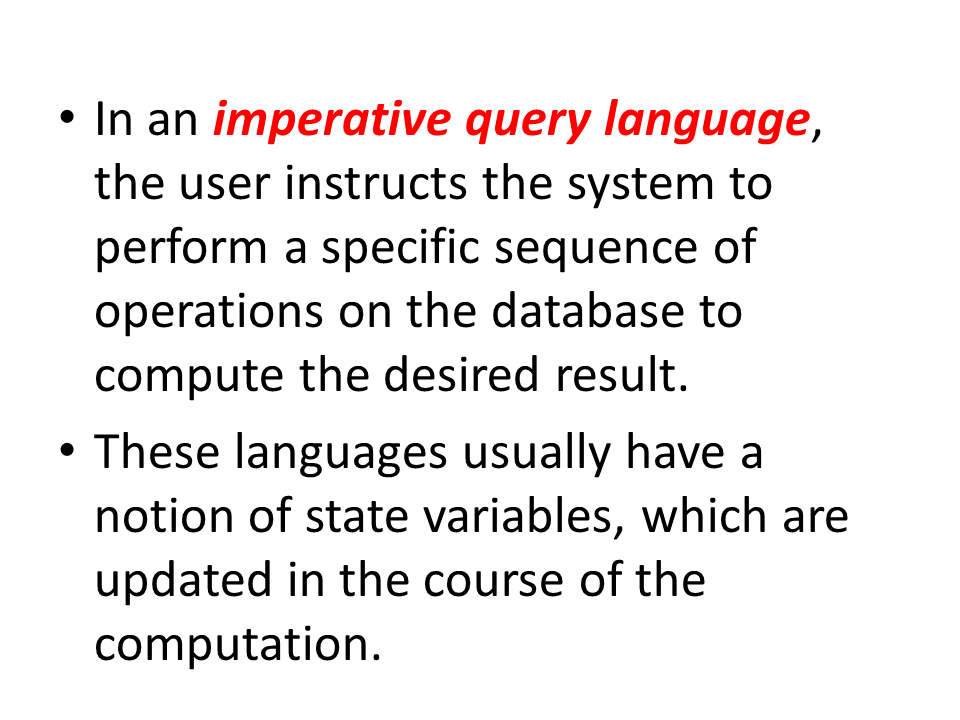 • In an imperative query language,
the user instructs the system to
perform a specific sequence of
operations on the database to
compute the desired result.
• These languages usually have a
notion of state variables, which are
updated in the course of the
computation.